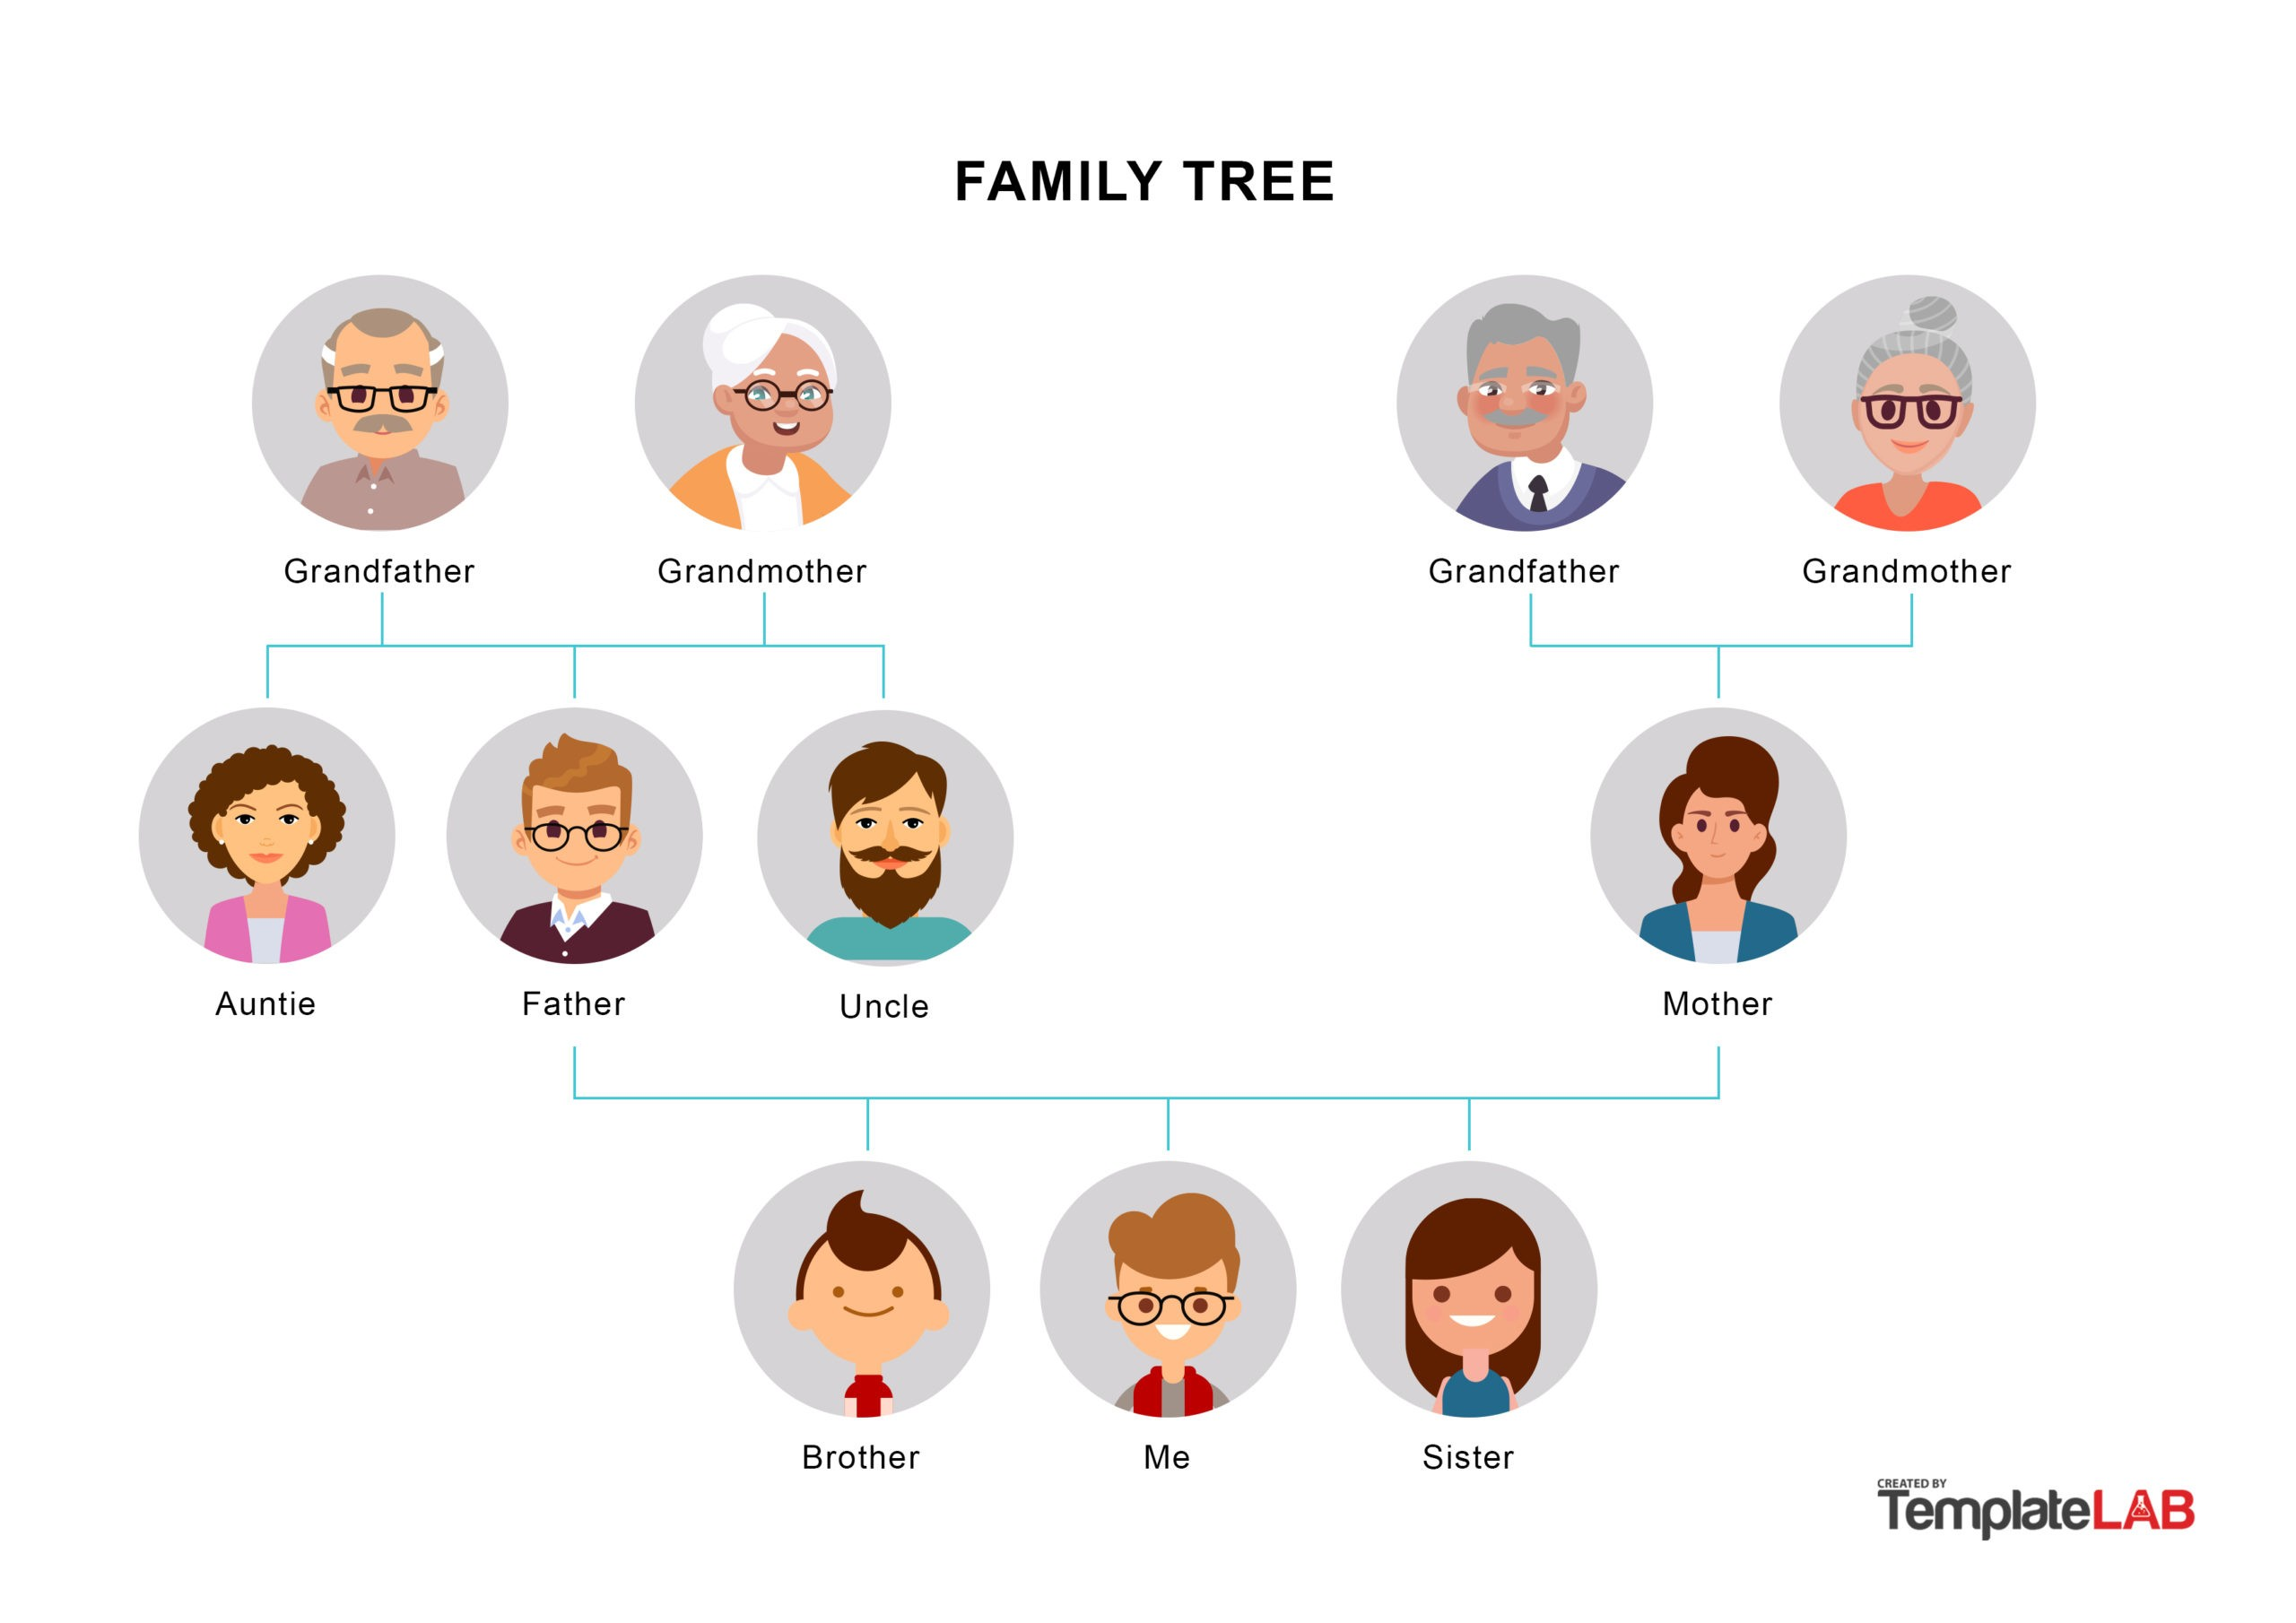 FAMILY TREE
Grandfather
Grandmother
Grandfather
Grandmother
Auntie
Father
Uncle
Mother
Brother
Me
Sister
CREATED BY
TemplateLAB